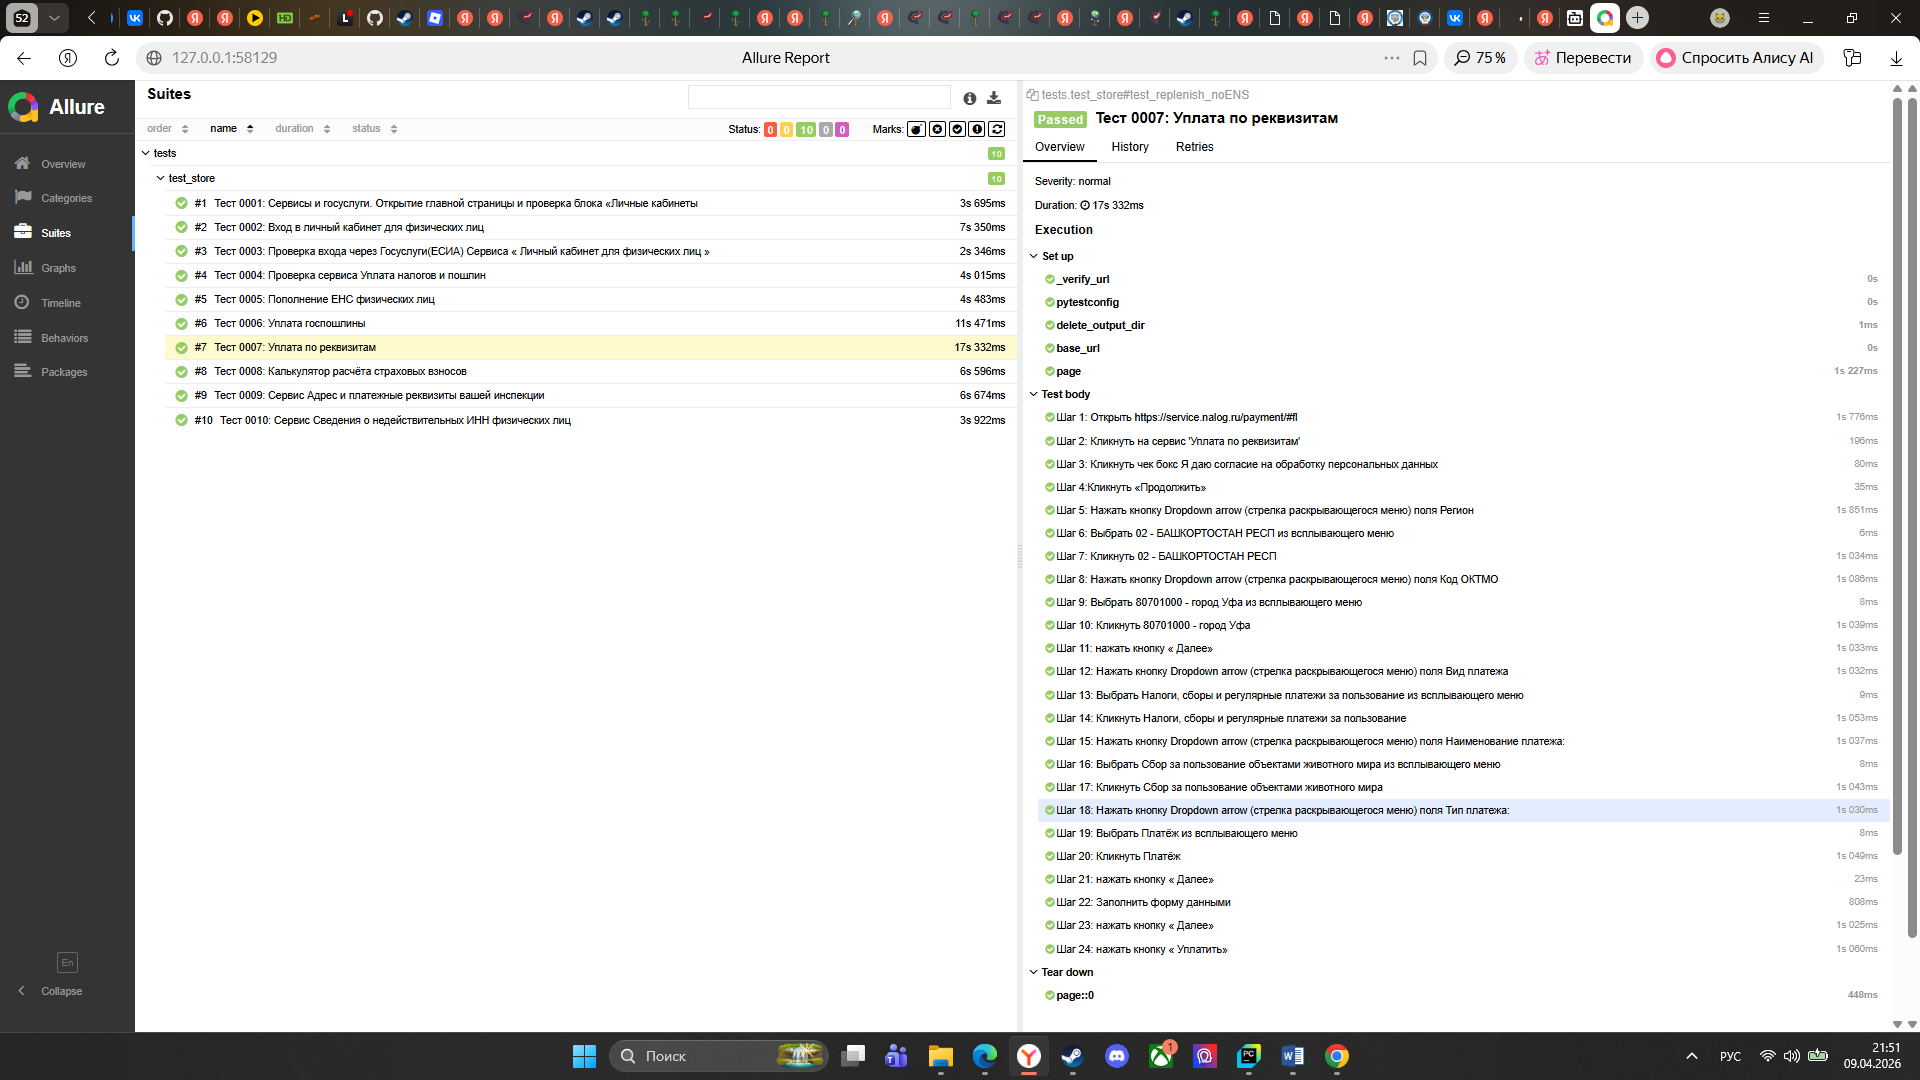 52
HD
127.0.0.1:58129
Allure Report
75 %
Перевести
Спросить Алису AI
Allure
Overview
Categories
Suites
Graphs
Timeline
Behaviors
Packages
En
Collapse
Suites
order
name
duration
status
Status: 0 0 10 0 0
Marks:
tests
10
test_store
10
#1 Тест 0001: Сервисы и госуслуги. Открытие главной страницы и проверка блока «Личные кабинеты
3s 695ms
#2 Тест 0002: Вход в личный кабинет для физических лиц
7s 350ms
#3 Тест 0003: Проверка входа через Госуслуги(ЕСИА) Сервиса « Личный кабинет для физических лиц »
2s 346ms
#4 Тест 0004: Проверка сервиса Уплата налогов и пошлин
4s 015ms
#5 Тест 0005: Пополнение ЕНС физических лиц
4s 483ms
#6 Тест 0006: Уплата госпошлины
11s 471ms
#7 Тест 0007: Уплата по реквизитам
17s 332ms
#8 Тест 0008: Калькулятор расчёта страховых взносов
6s 596ms
#9 Тест 0009: Сервис Адрес и платежные реквизиты вашей инспекции
6s 674ms
#10 Тест 0010: Сервис Сведения о недействительных ИНН физических лиц
3s 922ms
tests.test_store#test_replenish_noENS
Passed Тест 0007: Уплата по реквизитам
Overview
History
Retries
Severity: normal
Duration: 17s 332ms
Execution
Set up
_verify_url
0s
pytestconfig
0s
delete_output_dir
1ms
base_url
0s
page
1s 227ms
Test body
Шаг 1: Открыть https://service.nalog.ru/payment/#fl
1s 776ms
Шаг 2: Кликнуть на сервис 'Уплата по реквизитам'
196ms
Шаг 3: Кликнуть чек бокс Я даю согласие на обработку персональных данных
80ms
Шаг 4:Кликнуть «Продолжить»
35ms
Шаг 5: Нажать кнопку Dropdown arrow (стрелка раскрывающегося меню) поля Регион
1s 851ms
Шаг 6: Выбрать 02 - БАШКОРТОСТАН РЕСП из всплывающего меню
6ms
Шаг 7: Кликнуть 02 - БАШКОРТОСТАН РЕСП
1s 034ms
Шаг 8: Нажать кнопку Dropdown arrow (стрелка раскрывающегося меню) поля Код ОКТМО
1s 086ms
Шаг 9: Выбрать 80701000 - город Уфа из всплывающего меню
8ms
Шаг 10: Кликнуть 80701000 - город Уфа
1s 039ms
Шаг 11: нажать кнопку « Далее»
1s 033ms
Шаг 12: Нажать кнопку Dropdown arrow (стрелка раскрывающегося меню) поля Вид платежа
1s 032ms
Шаг 13: Выбрать Налоги, сборы и регулярные платежи за пользование из всплывающего меню
9ms
Шаг 14: Кликнуть Налоги, сборы и регулярные платежи за пользование
1s 053ms
Шаг 15: Нажать кнопку Dropdown arrow (стрелка раскрывающегося меню) поля Наименование платежа:
1s 037ms
Шаг 16: Выбрать Сбор за пользование объектами животного мира из всплывающего меню
8ms
Шаг 17: Кликнуть Сбор за пользование объектами животного мира
1s 043ms
Шаг 18: Нажать кнопку Dropdown arrow (стрелка раскрывающегося меню) поля Тип платежа:
1s 030ms
Шаг 19: Выбрать Платёж из всплывающего меню
8ms
Шаг 20: Кликнуть Платёж
1s 049ms
Шаг 21: нажать кнопку « Далее»
23ms
Шаг 22: Заполнить форму данными
808ms
Шаг 23: нажать кнопку « Далее»
1s 025ms
Шаг 24: нажать кнопку « Уплатить»
1s 060ms
Tear down
page::0
448ms
Поиск
1
РУС
21:51
09.04.2026